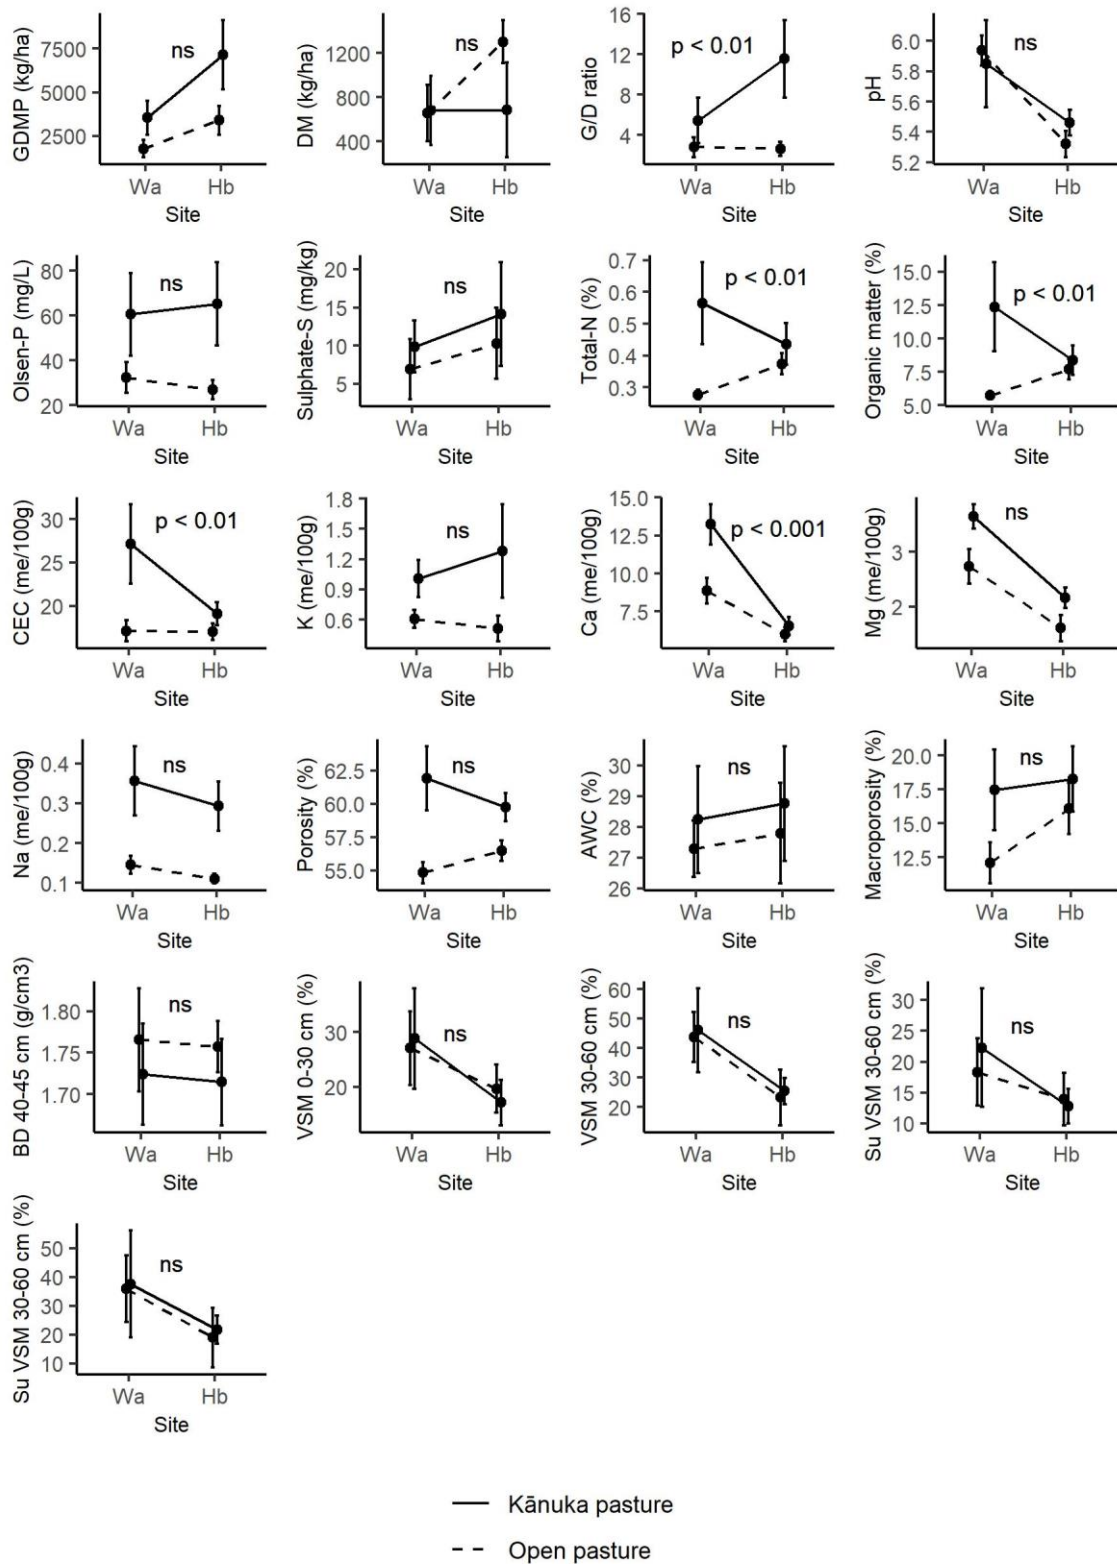 GDMP (kg/ha)
7500
5000
2500
ns
Wa Hb
Site
DM (kg/ha)
1200
800
400
ns
Wa Hb
Site
G/D ratio
16
12
8
4
p < 0.01
Wa Hb
Site
pH
6.0
5.8
5.6
5.4
5.2
ns
Wa Hb
Site
Olsen-P (mg/L)
80
60
40
20
ns
Wa Hb
Site
Sulphate-S (mg/kg)
20
15
10
5
ns
Wa Hb
Site
Total-N (%)
0.7
0.6
0.5
0.4
0.3
p < 0.01
Wa Hb
Site
Organic matter (%)
15.0
12.5
10.0
7.5
5.0
p < 0.01
Wa Hb
Site
CEC (me/100g)
30
25
20
p < 0.01
Wa Hb
Site
K (me/100g)
1.8
1.5
1.2
0.9
0.6
ns
Wa Hb
Site
Ca (me/100g)
15.0
12.5
10.0
7.5
p < 0.001
Wa Hb
Site
Mg (me/100g)
3
2
ns
Wa Hb
Site
Na (me/100g)
0.4
0.3
0.2
0.1
ns
Wa Hb
Site
Porosity (%)
62.5
60.0
57.5
55.0
ns
Wa Hb
Site
AWC (%)
30
29
28
27
26
ns
Wa Hb
Site
Macroporosity (%)
20.0
17.5
15.0
12.5
ns
Wa Hb
Site
BD 40-45 cm (g/cm3)
1.80
1.75
1.70
ns
Wa Hb
Site
VSM 0-30 cm (%)
30
20
ns
Wa Hb
Site
VSM 30-60 cm (%)
60
50
40
30
20
ns
Wa Hb
Site
Su VSM 30-60 cm (%)
30
25
20
15
10
ns
Wa Hb
Site
Su VSM 30-60 cm (%)
50
40
30
20
10
ns
Wa Hb
Site
Kānuka pasture
Open pasture